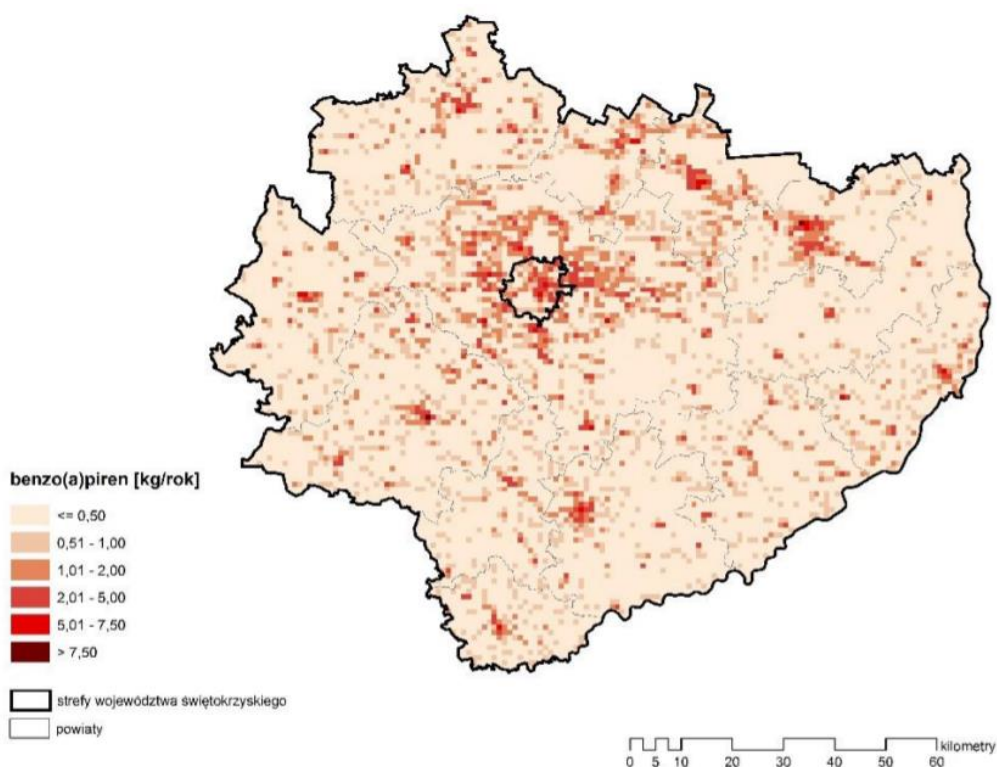 benzo(a)piren [kg/rok]
<= 0,50
0,51 - 1,00
1,01 - 2,00
2,01 - 5,00
5,01 - 7,50
> 7,50
strefy województwa świętokrzyskiego
powiaty
kilometry
0 5 10 20 30 40 50 60